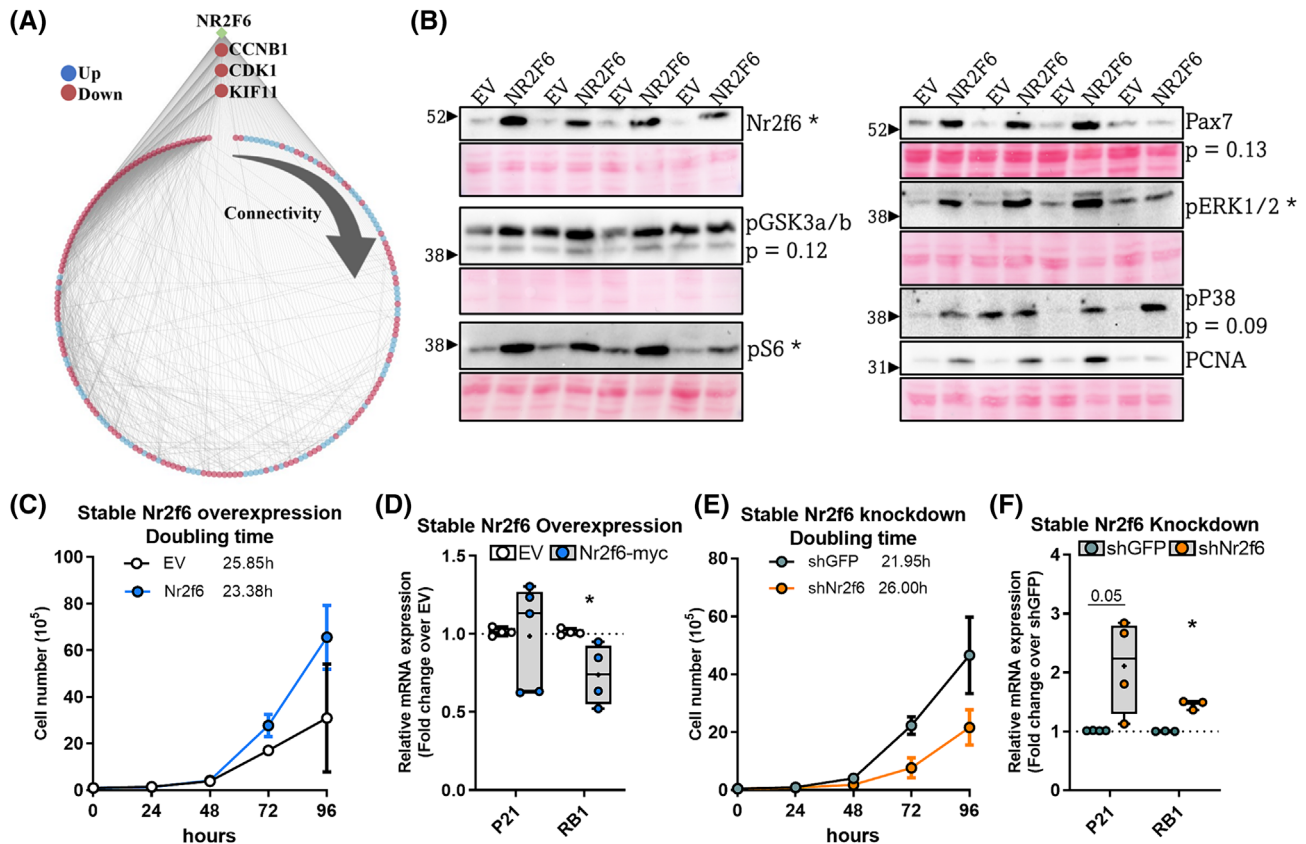 (A)
NR2F6
CCNB1
CDK1
KIF11
Up
Down
Connectivity
(B)
EV NR2F6 EV NR2F6 EV NR2F6 EV NR2F6
52
Nr2f6 *
pGSK3a/b
38
p = 0.12
38
pS6 *
EV NR2F6 EV NR2F6 EV NR2F6 EV NR2F6
52
Pax7
p = 0.13
38
pERK1/2 *
38
pP38
p = 0.09
31
PCNA
(C)
Stable Nr2f6 overexpression
Doubling time
EV 25.85h
Nr2f6 23.38h
Cell number (10⁵)
100
80
60
40
20
0
0 24 48 72 96
hours
(D)
Stable Nr2f6 Overexpression
EV Nr2f6-myc
Relative mRNA expression
(Fold change over EV)
1.5
1.0
0.5
0.0
*
P21 RB1
(E)
Stable Nr2f6 knockdown
Doubling time
shGFP 21.95h
shNr2f6 26.00h
Cell number (10⁵)
80
60
40
20
0
0 24 48 72 96
hours
(F)
Stable Nr2f6 Knockdown
shGFP shNr2f6
Relative mRNA expression
(Fold change over shGFP)
4
3
2
1
0
0.05
*
P21 RB1